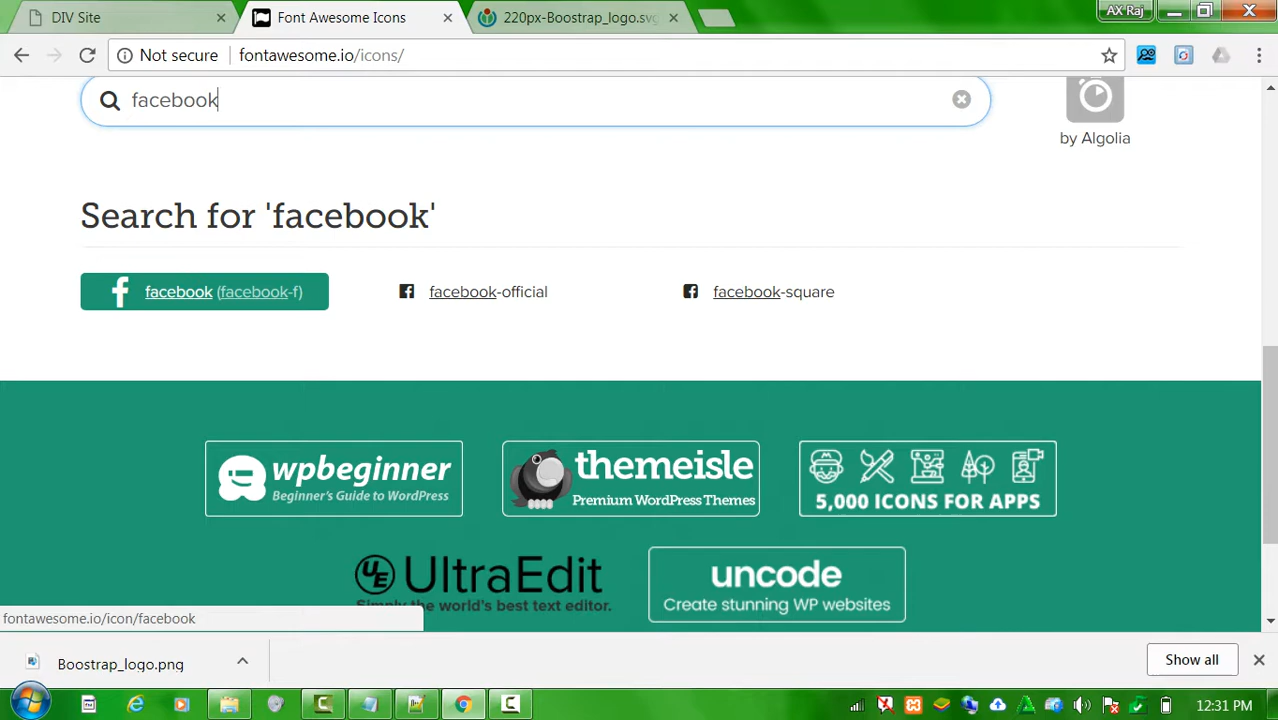 DIV Site
Font Awesome Icons
220px-Boostrap_logo.svg
AX Raj
Not secure
fontawesome.io/icons/
facebook
by Algolia
Search for 'facebook'
facebook (facebook-f)
facebook-official
facebook-square
wpbeginner
Beginner's Guide to WordPress
themeisle
Premium WordPress Themes
5,000 ICONS FOR APPS
UE UltraEdit
Simply the world's best text editor.
uncode
Create stunning WP websites
fontawesome.io/icon/facebook
Boostrap_logo.png
Show all
12:31 PM